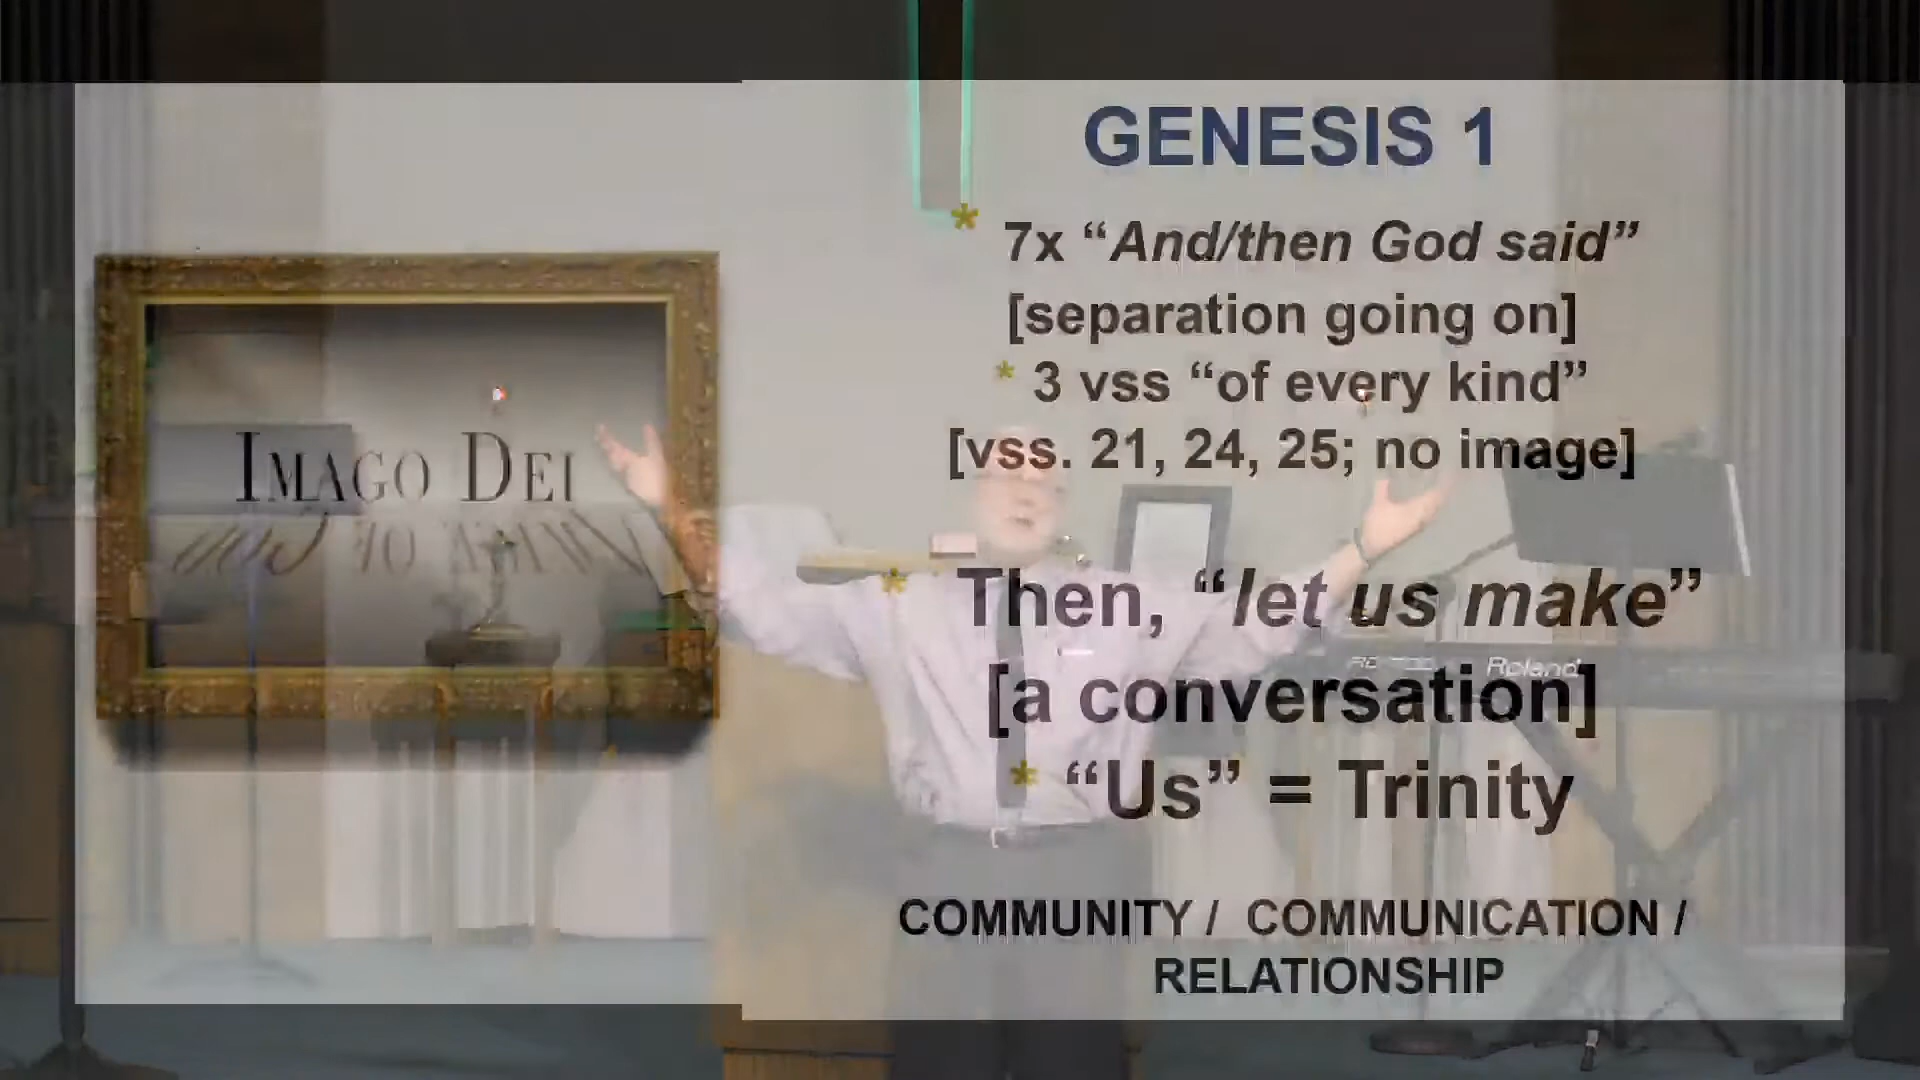 GENESIS 1
* 7x “And/then God said”
[separation going on]
* 3 vss “of every kind”
[vss. 21, 24, 25; no image]
IMAGO DEI
* Then, “let us make”
[a conversation]
Roland
* “Us” = Trinity
COMMUNITY / COMMUNICATION /
RELATIONSHIP